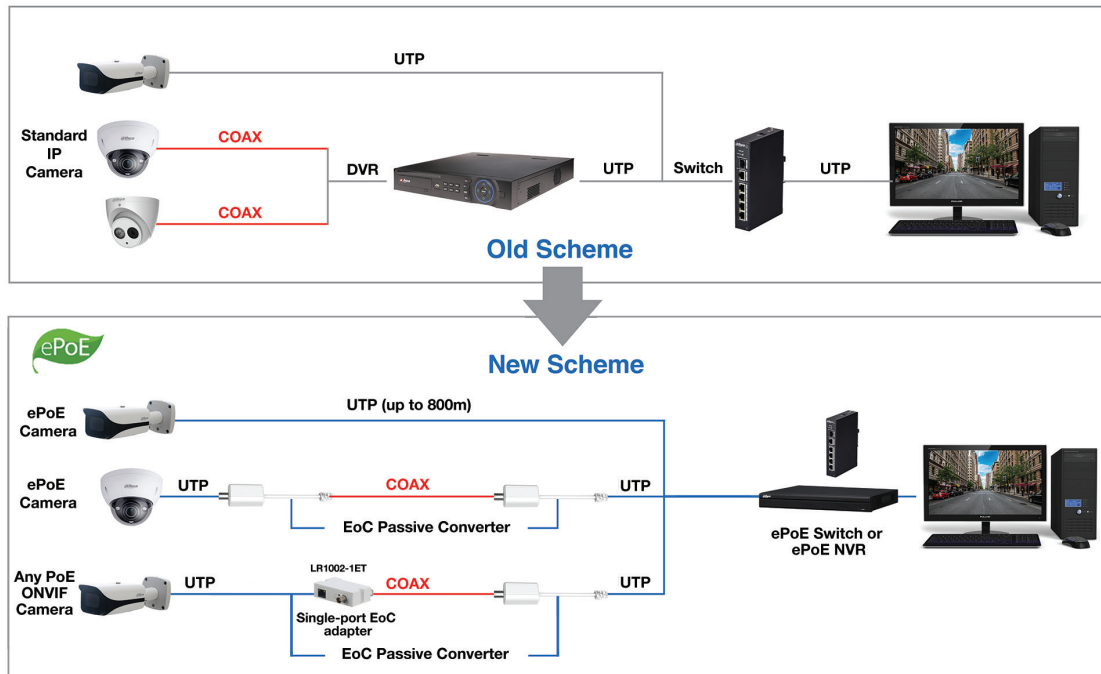 UTP
Standard
IP
Camera
COAX
COAX
DVR
UTP
Switch
UTP
Old Scheme
ePoE
New Scheme
ePoE
Camera
UTP (up to 800m)
ePoE
Camera
UTP
COAX
UTP
EoC Passive Converter
ePoE Switch or
ePoE NVR
Any PoE
ONVIF
Camera
UTP
LR1002-1ET
COAX
UTP
Single-port EoC
adapter
EoC Passive Converter